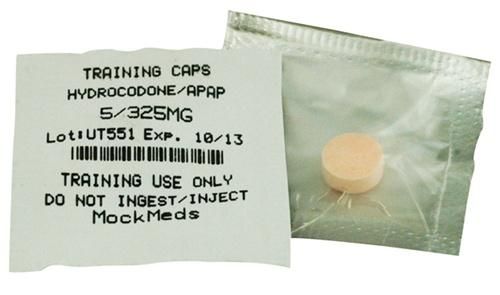 TRAINING CAPS
HYDROCODONE/APAP
5/325MG
Lot:UT551 Exp. 10/13
TRAINING USE ONLY
DO NOT INGEST/INJECT
MockMeds